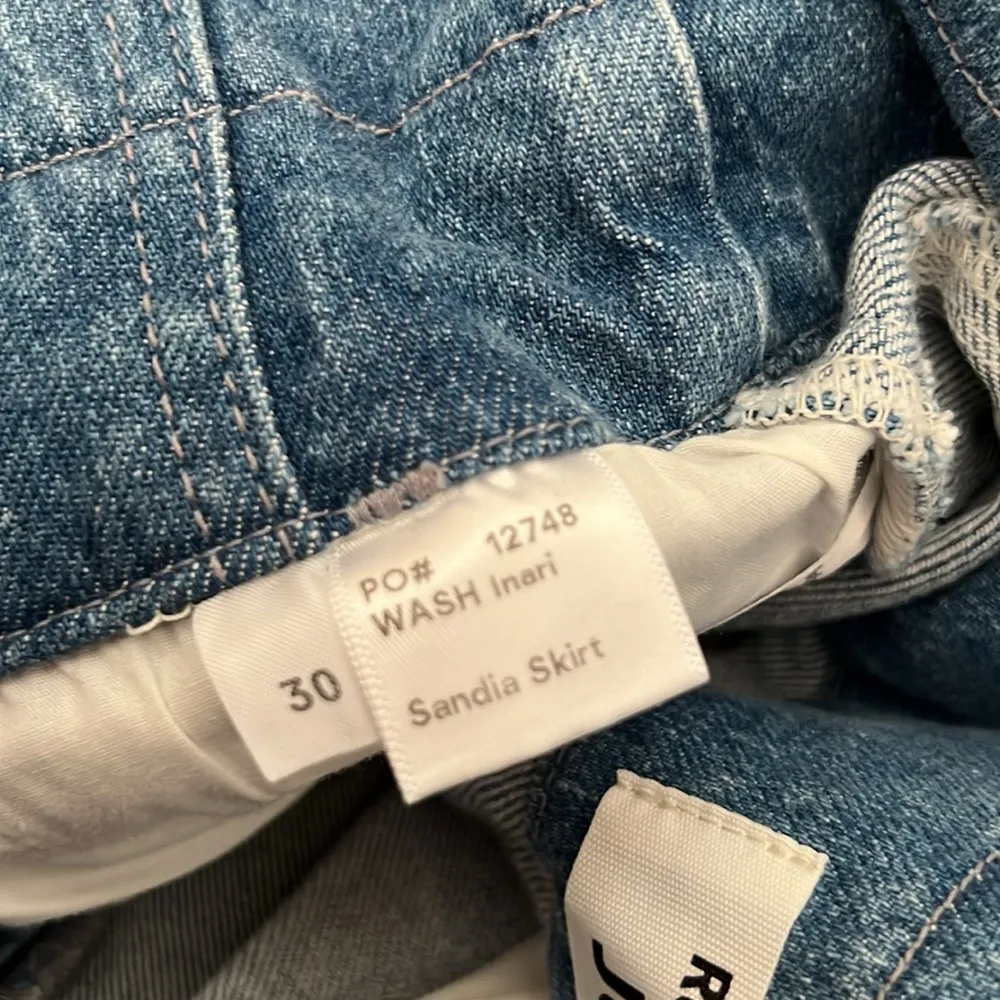 PO# 12748
WASH Inari
Sandia Skirt
30